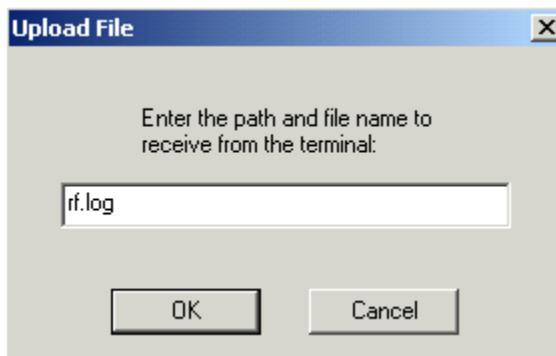 Upload File
Enter the path and file name to
receive from the terminal:
rf.log
OK
Cancel